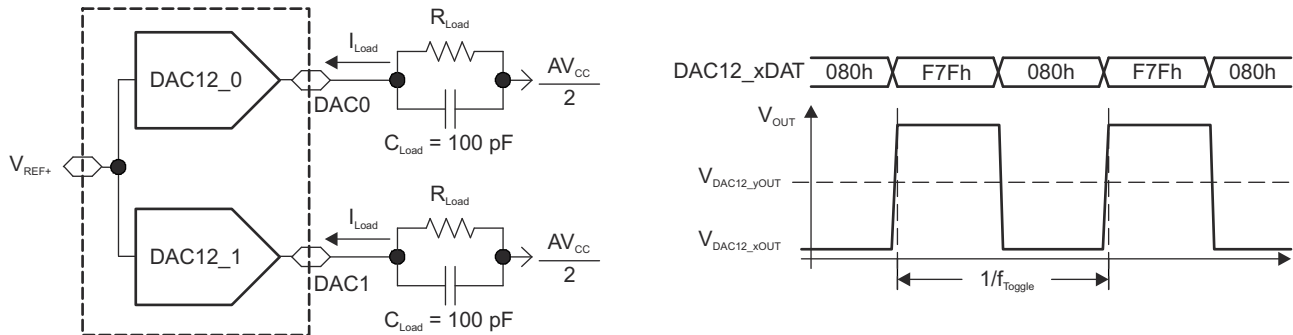 R_Load
I_Load
AV_CC
2
DAC12_0
DAC0
C_Load = 100 pF
V_REF+
R_Load
I_Load
AV_CC
2
DAC12_1
DAC1
C_Load = 100 pF
DAC12_xDAT 080h F7Fh 080h F7Fh 080h
V_OUT
V_DAC12_yOUT
V_DAC12_xOUT
1/f_Toggle